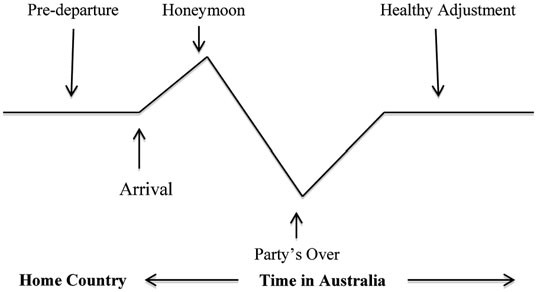 Pre-departure
Honeymoon
Healthy Adjustment
Arrival
Party's Over
Home Country
Time in Australia